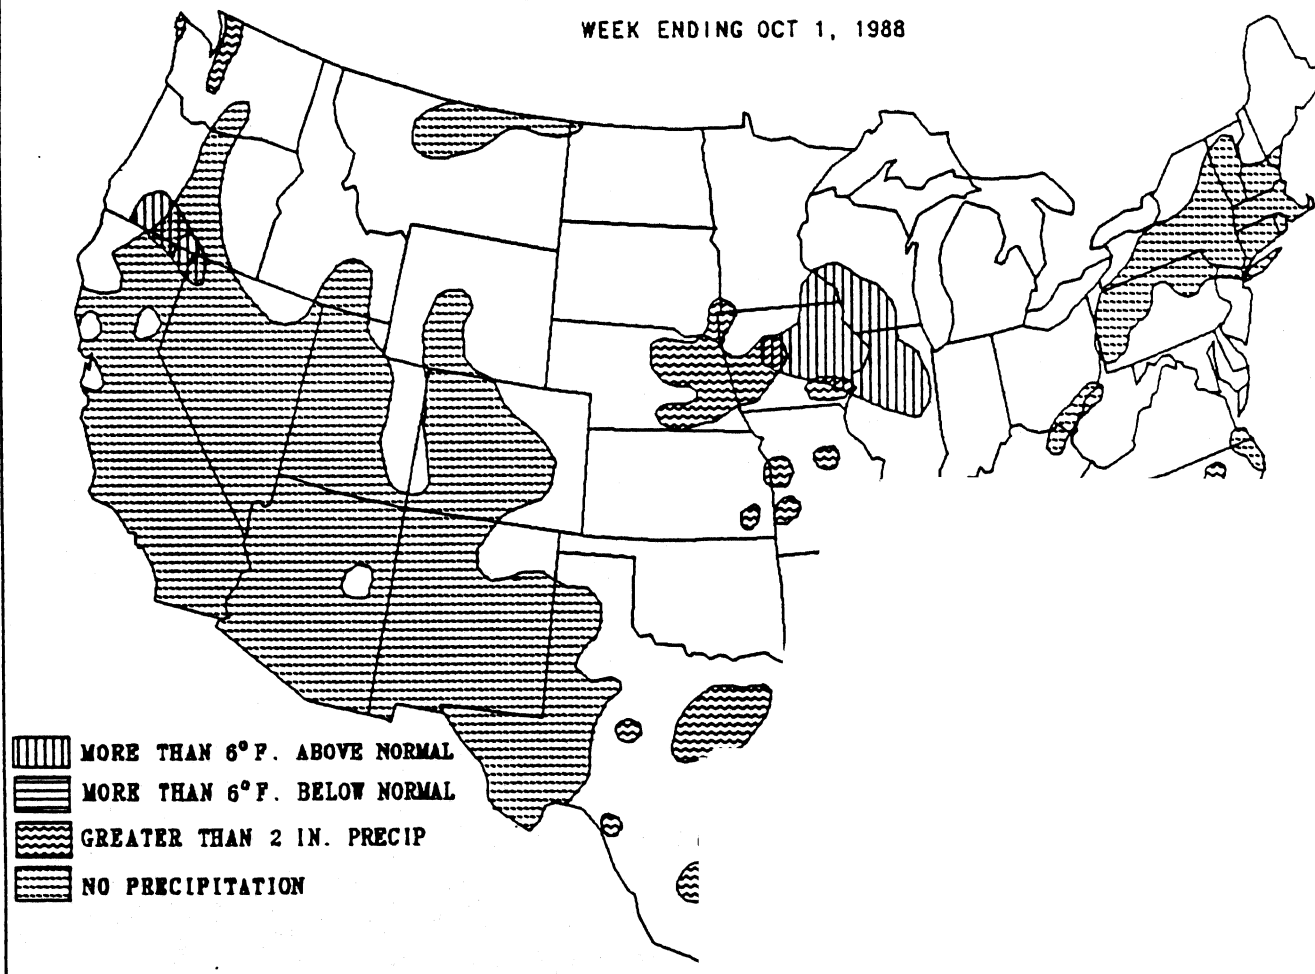 WEEK ENDING OCT 1, 1988
MORE THAN 6°F. ABOVE NORMAL
MORE THAN 6°F. BELOW NORMAL
GREATER THAN 2 IN. PRECIP
NO PRECIPITATION